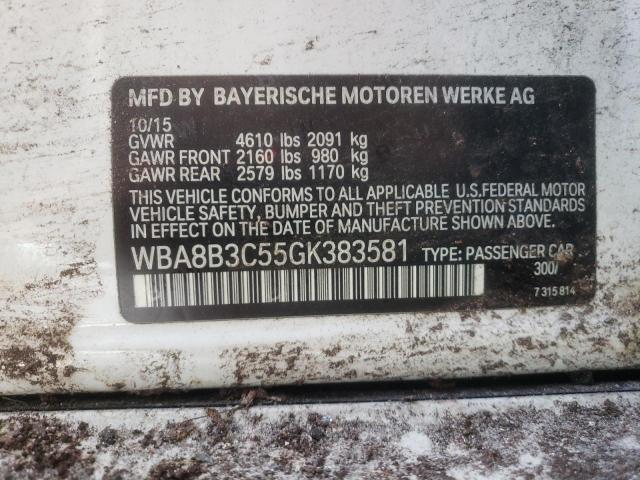 MFD BY BAYERISCHE MOTOREN WERKE AG
10/15
GVWR 4610 lbs 2091 kg
GAWR FRONT 2160 lbs 980 kg
GAWR REAR 2579 lbs 1170 kg
THIS VEHICLE CONFORMS TO ALL APPLICABLE U.S.FEDERAL MOTOR
VEHICLE SAFETY, BUMPER AND THEFT PREVENTION STANDARDS
IN EFFECT ON THE DATE OF MANUFACTURE SHOWN ABOVE.
WBA8B3C55GK383581 TYPE: PASSENGER CAR
300/
7 315 814